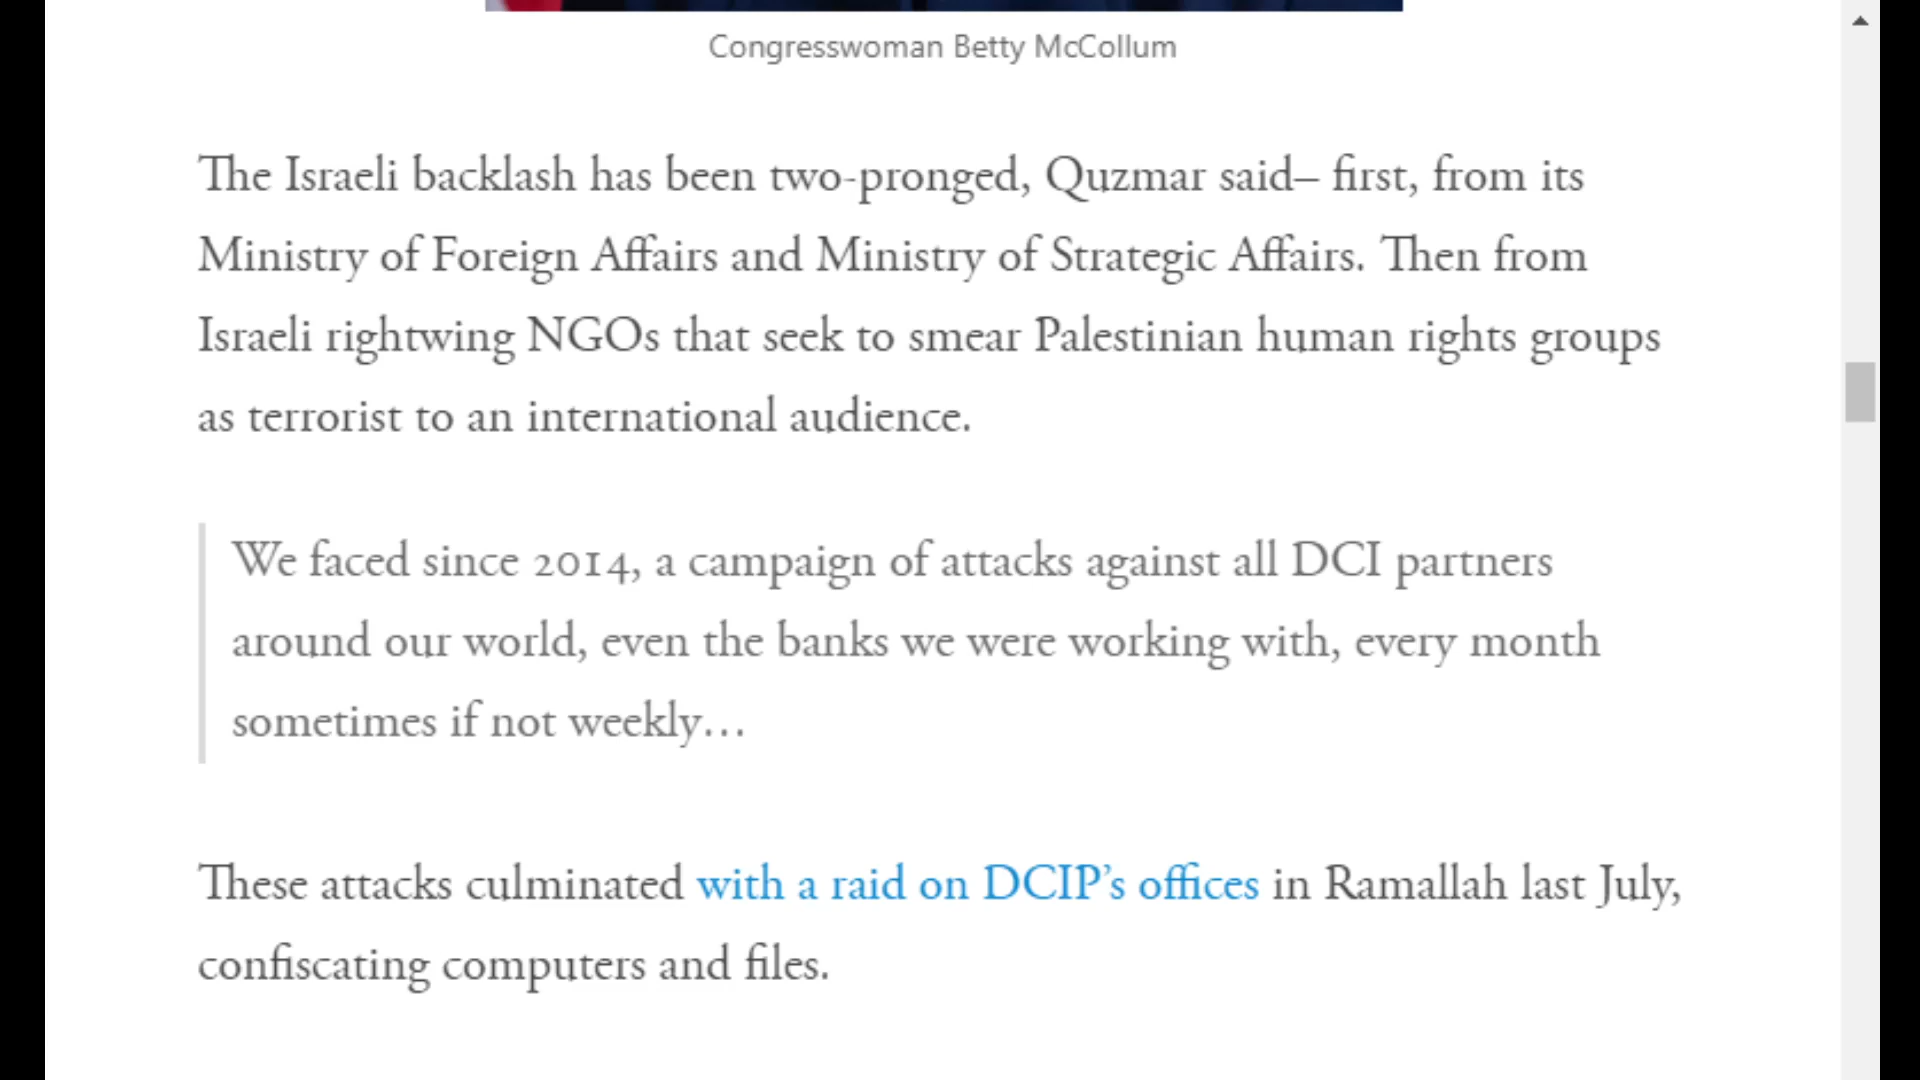 Congresswoman Betty McCollum
The Israeli backlash has been two-pronged, Quzmar said– first, from its
Ministry of Foreign Affairs and Ministry of Strategic Affairs. Then from
Israeli rightwing NGOs that seek to smear Palestinian human rights groups
as terrorist to an international audience.
We faced since 2014, a campaign of attacks against all DCI partners
around our world, even the banks we were working with, every month
sometimes if not weekly…
These attacks culminated with a raid on DCIP’s offices in Ramallah last July,
confiscating computers and files.